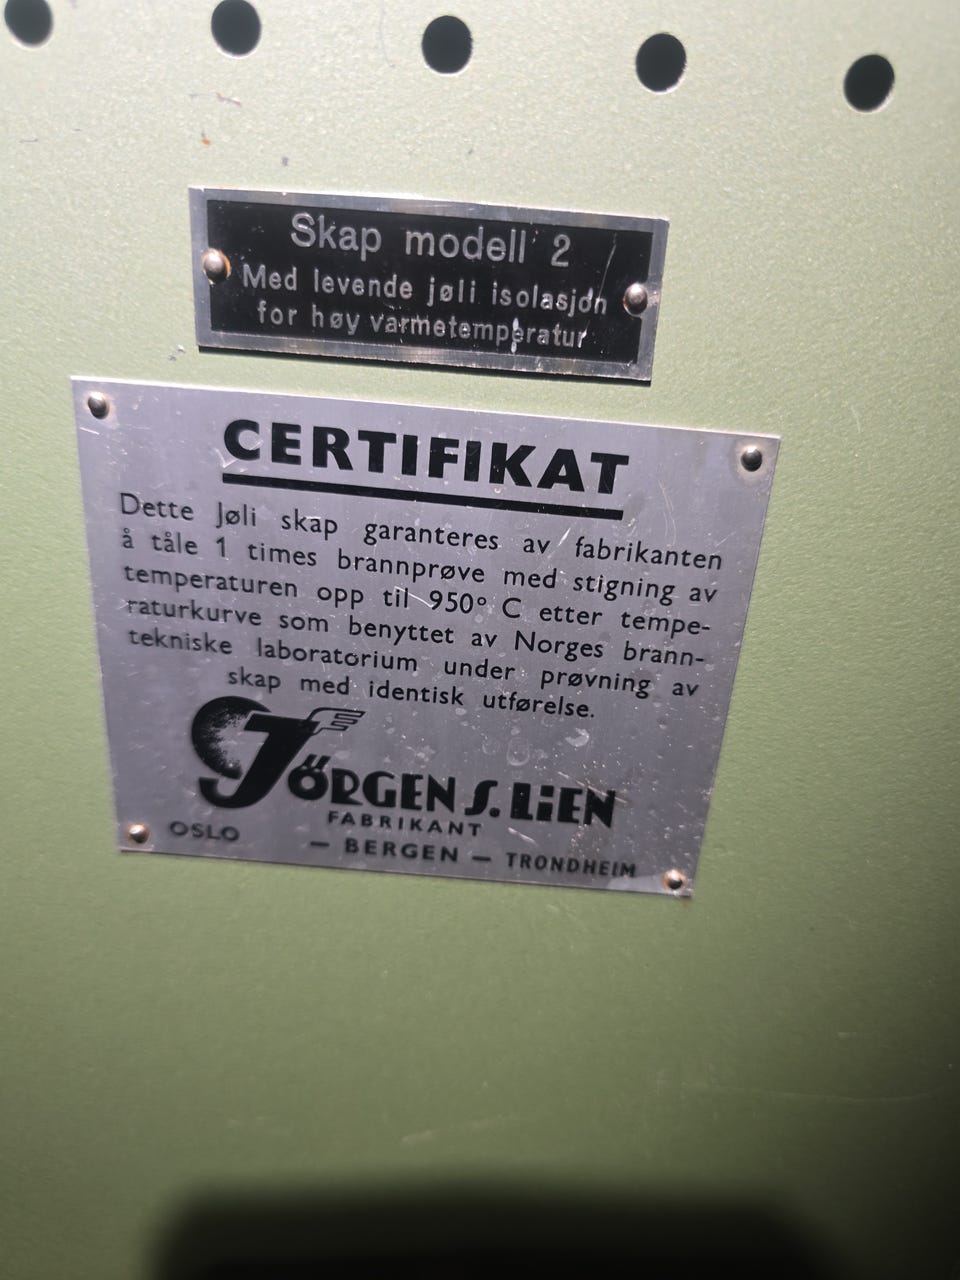 Skap modell 2
Med levende jøli isolasjon
for høy varmetemperatur
CERTIFIKAT
Dette Jøli skap garanteres av fabrikanten
å tåle 1 times brannprøve med stigning av
temperaturen opp til 950° C etter tempe-
raturkurve som benyttet av Norges brann-
tekniske laboratorium under prøvning av
skap med identisk utførelse.
JÖRGEN S. LIEN
FABRIKANT
OSLO — BERGEN — TRONDHEIM